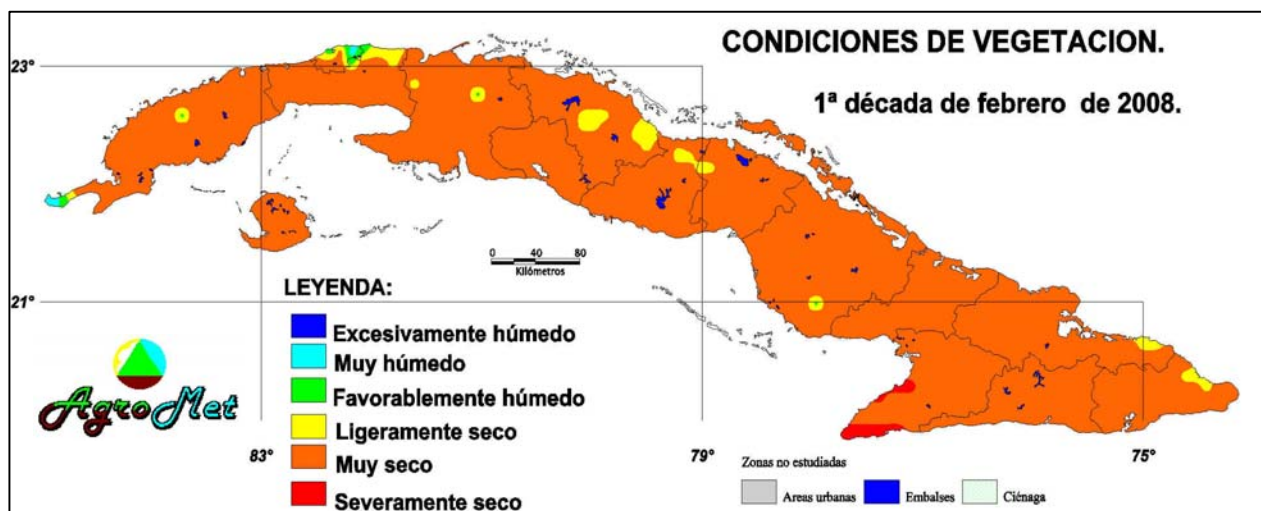 CONDICIONES DE VEGETACION.
1ª década de febrero de 2008.
23°
21°
83°
79°
75°
0 40 80
Kilómetros
LEYENDA:
Excesivamente húmedo
Muy húmedo
Favorablemente húmedo
Ligeramente seco
Muy seco
Severamente seco
AgroMet
Zonas no estudiadas
Areas urbanas
Embalses
Ciénaga